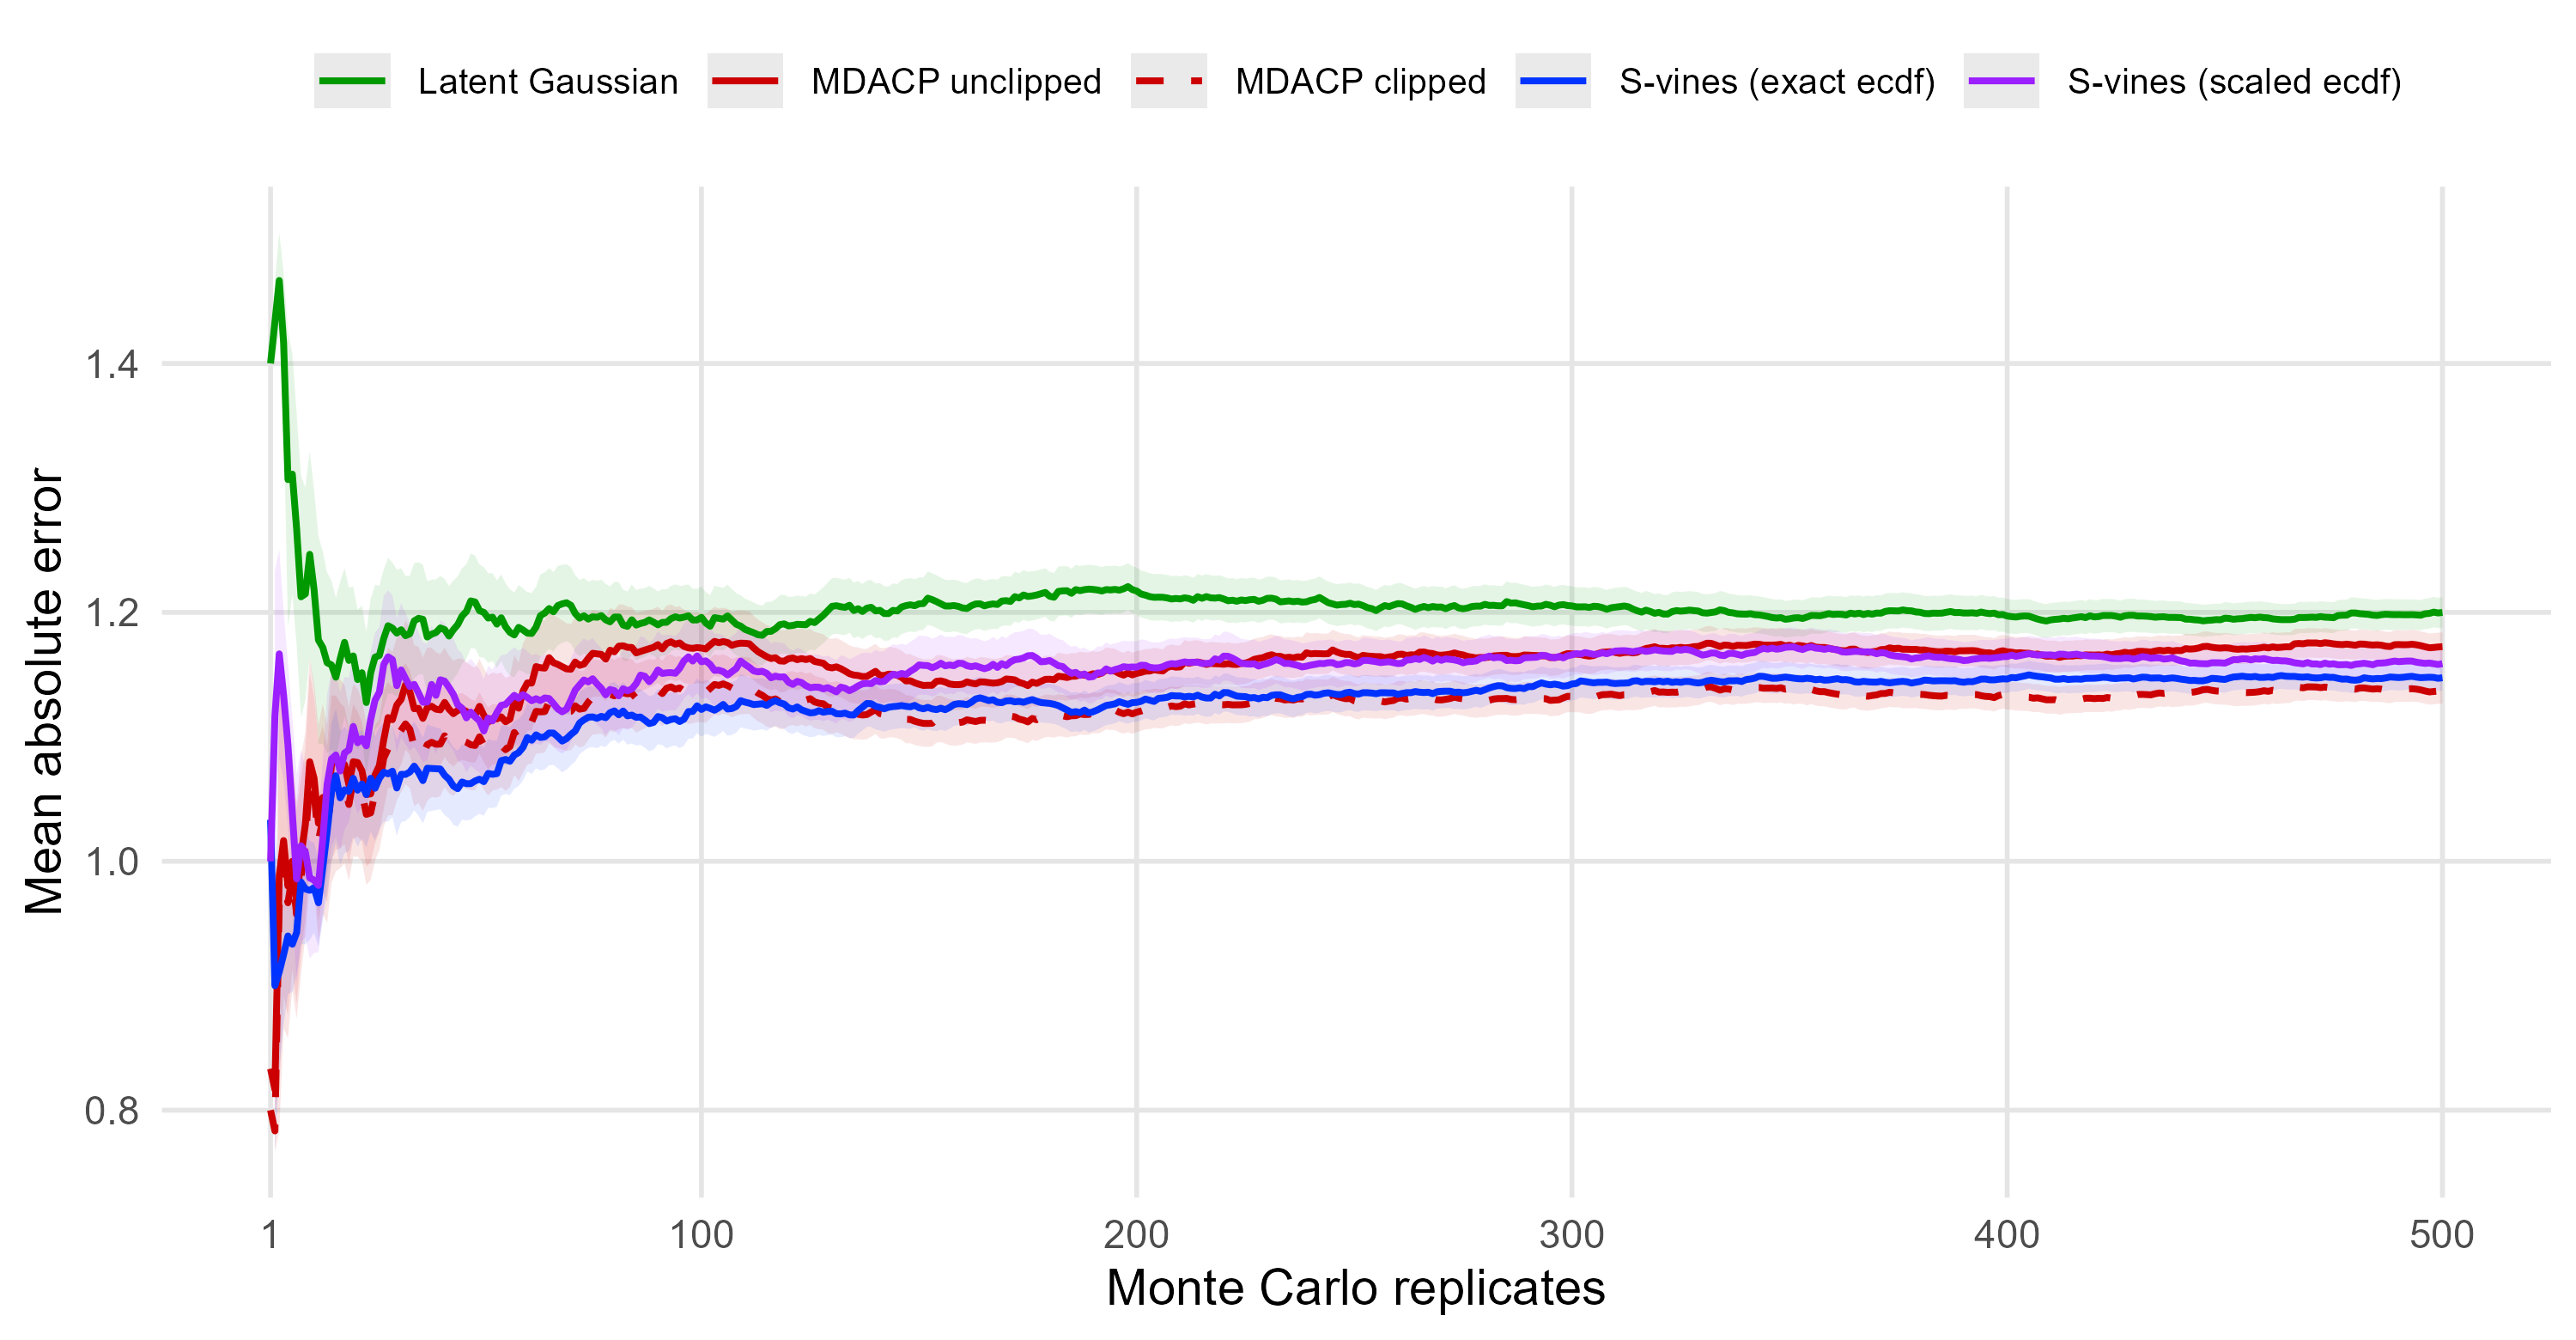 Latent Gaussian MDACP unclipped MDACP clipped S-vines (exact ecdf) S-vines (scaled ecdf)
Mean absolute error
1.4
1.2
1.0
0.8
1 100 200 300 400 500
Monte Carlo replicates